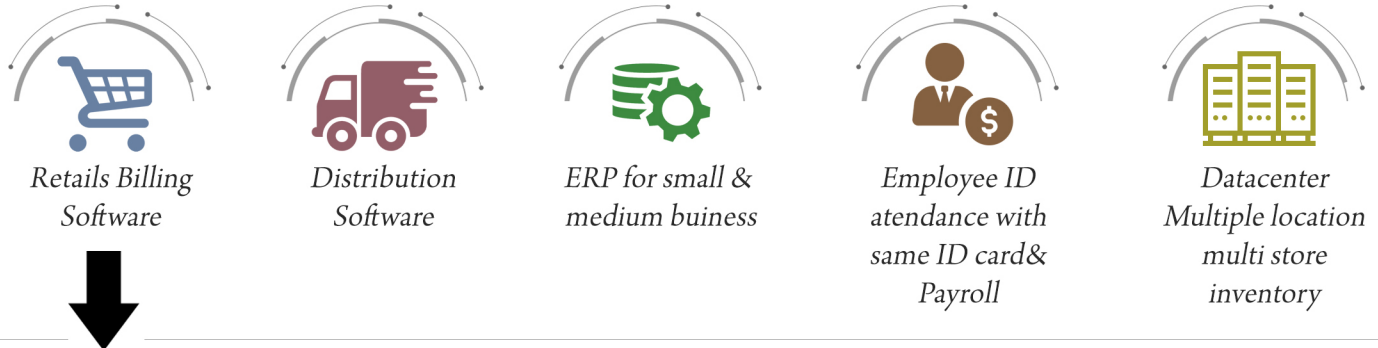 Retails Billing
Software
Distribution
Software
ERP for small &
medium buiness
Employee ID
atendance with
same ID card&
Payroll
Datacenter
Multiple location
multi store
inventory